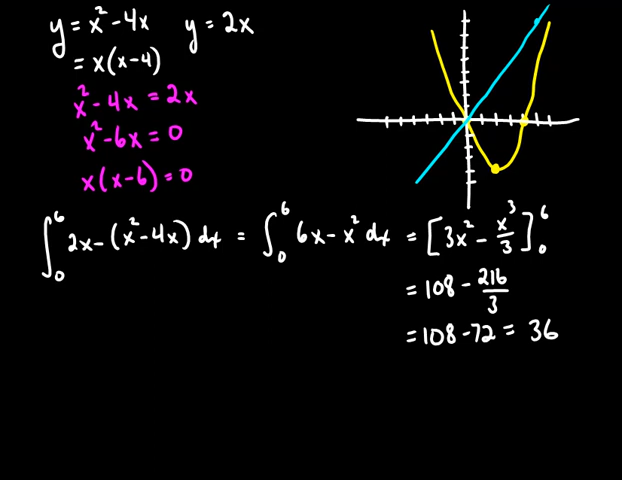 y = x² - 4x   y = 2x
= x(x-4)
x² - 4x = 2x
x² - 6x = 0
x(x-6) = 0
∫₀⁶ 2x - (x² - 4x) dx = ∫₀⁶ 6x - x² dx = [3x² - x³/3]₀⁶
= 108 - 216/3
= 108 - 72 = 36